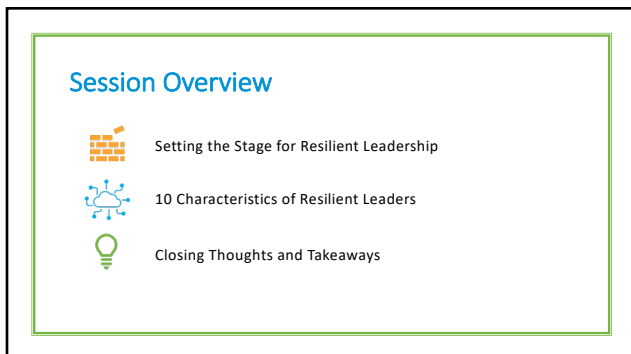 Session Overview
Setting the Stage for Resilient Leadership
10 Characteristics of Resilient Leaders
Closing Thoughts and Takeaways